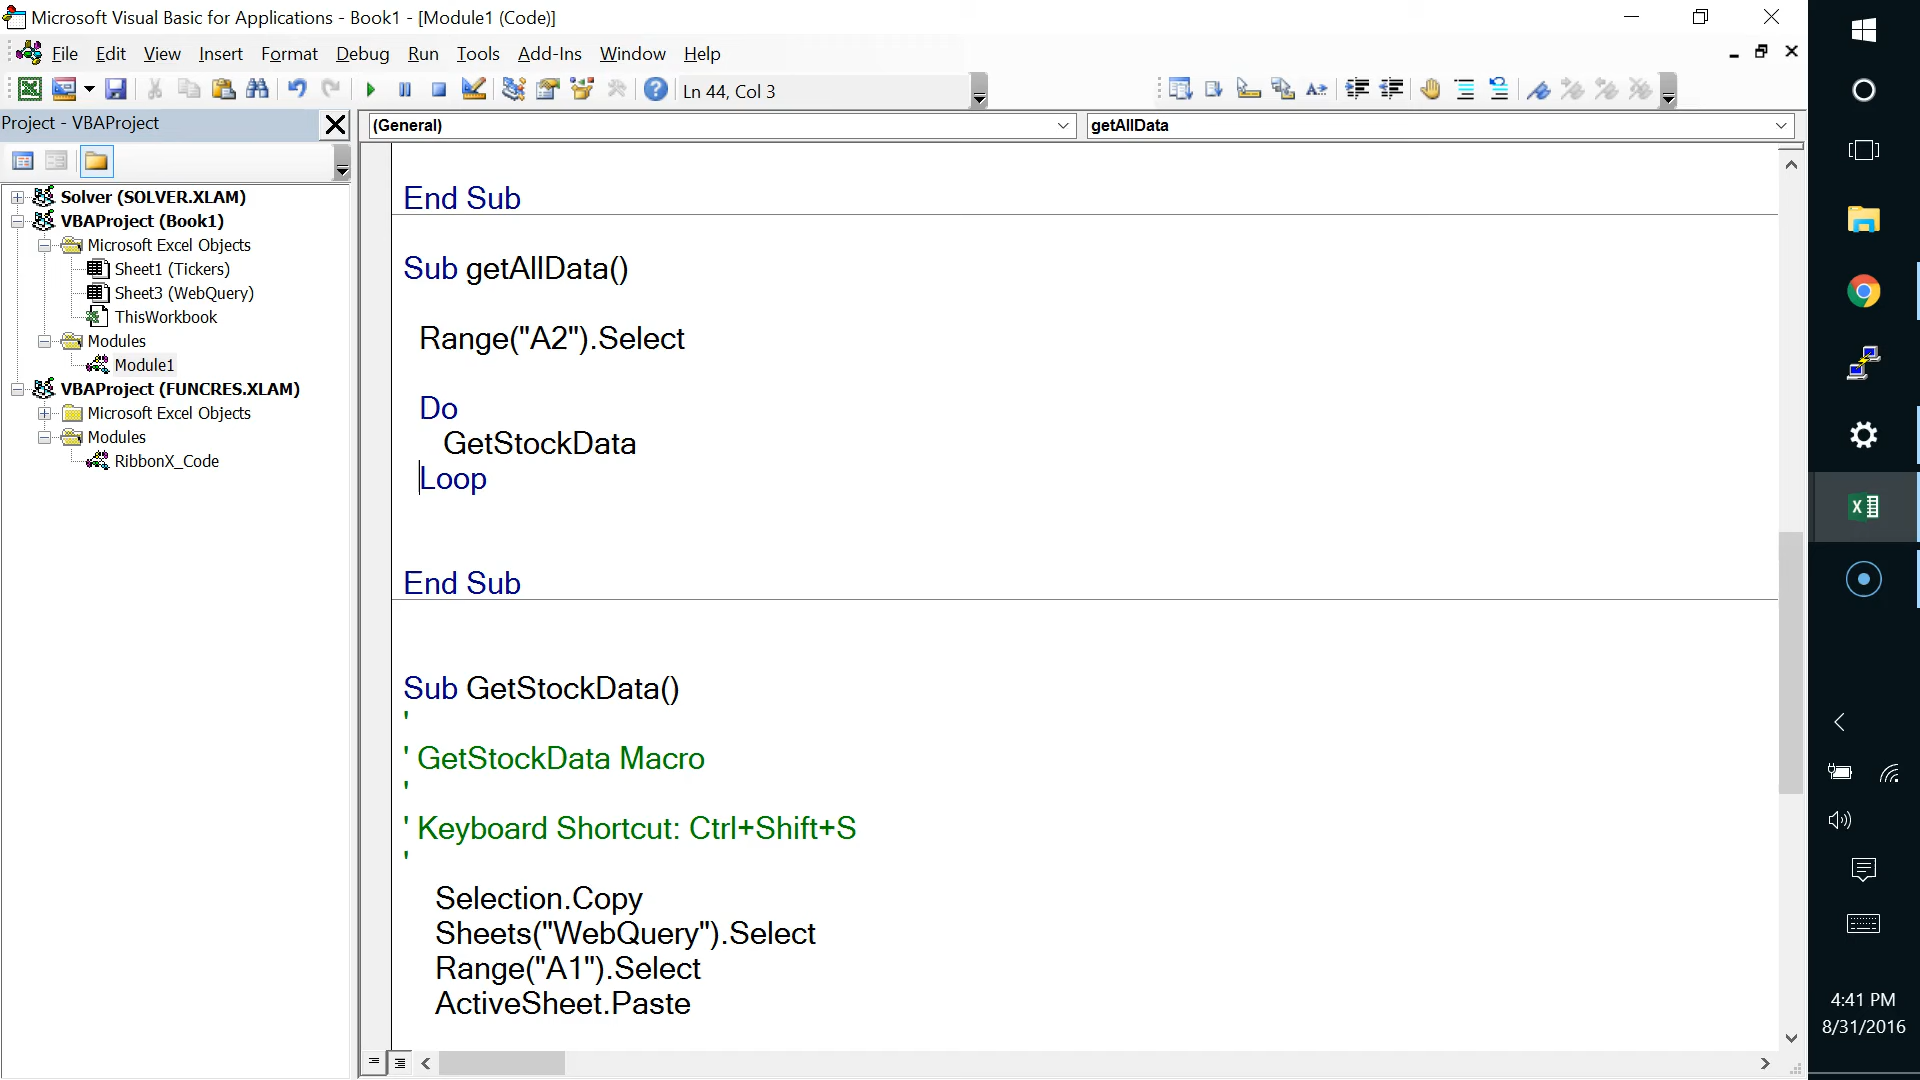 Microsoft Visual Basic for Applications - Book1 - [Module1 (Code)]
File Edit View Insert Format Debug Run Tools Add-Ins Window Help
Ln 44, Col 3
Project - VBAProject
(General)
getAllData
Solver (SOLVER.XLAM)
VBAProject (Book1)
Microsoft Excel Objects
Sheet1 (Tickers)
Sheet3 (WebQuery)
ThisWorkbook
Modules
Module1
VBAProject (FUNCRES.XLAM)
Microsoft Excel Objects
Modules
RibbonX_Code
End Sub
Sub getAllData()
Range("A2").Select
Do
GetStockData
Loop
End Sub
Sub GetStockData()
'
' GetStockData Macro
'
' Keyboard Shortcut: Ctrl+Shift+S
'
Selection.Copy
Sheets("WebQuery").Select
Range("A1").Select
ActiveSheet.Paste
4:41 PM
8/31/2016